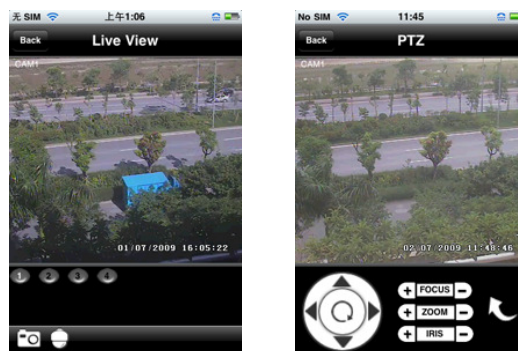 无 SIM 上午1:06
Back Live View
CAM1
01/07/2009 16:05:22
1 2 3 4
No SIM 11:45
Back PTZ
CAM1
02/07/2009 11:48:46
+ FOCUS -
+ ZOOM -
+ IRIS -